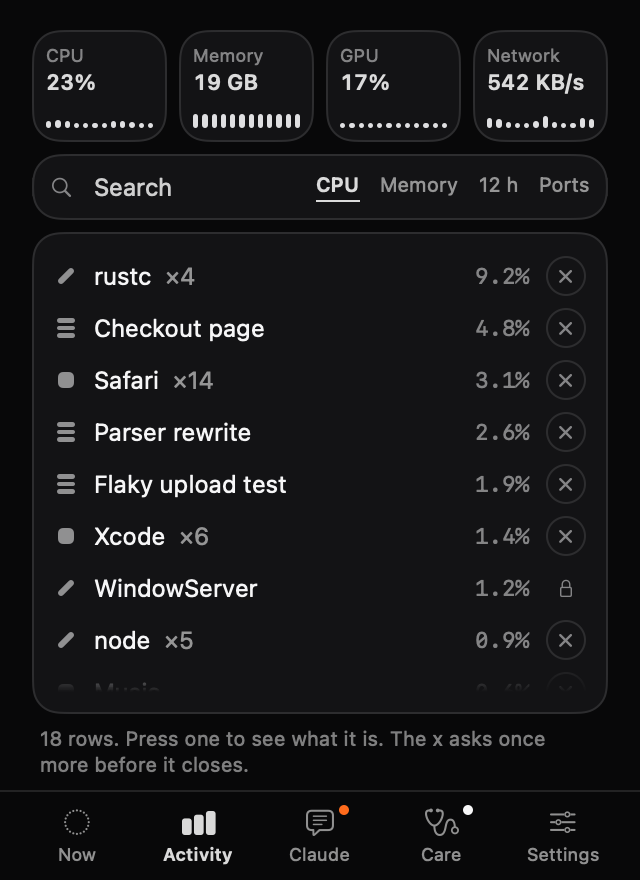 CPU
23%
Memory
19 GB
GPU
17%
Network
542 KB/s
Search
CPU Memory 12 h Ports
rustc ×4 9.2%
Checkout page 4.8%
Safari ×14 3.1%
Parser rewrite 2.6%
Flaky upload test 1.9%
Xcode ×6 1.4%
WindowServer 1.2%
node ×5 0.9%
18 rows. Press one to see what it is. The x asks once
more before it closes.
Now Activity Claude Care Settings